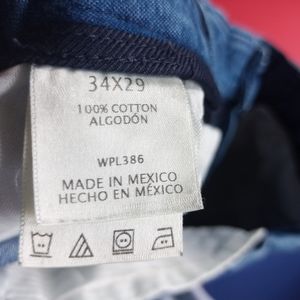 34X29
100% COTTON
ALGODÓN
WPL386
MADE IN MEXICO
HECHO EN MÉXICO